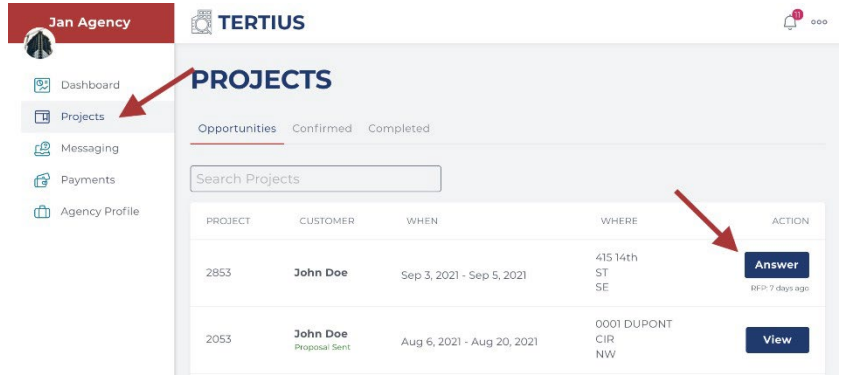 Jan Agency
TERTIUS
11
Dashboard
Projects
Messaging
Payments
Agency Profile
PROJECTS
Opportunities Confirmed Completed
Search Projects
PROJECT CUSTOMER WHEN WHERE ACTION
2853 John Doe Sep 3, 2021 - Sep 5, 2021
415 14th
ST
SE
Answer
RFP: 7 days ago
2053 John Doe
Proposal Sent
Aug 6, 2021 - Aug 20, 2021
0001 DUPONT
CIR
NW
View